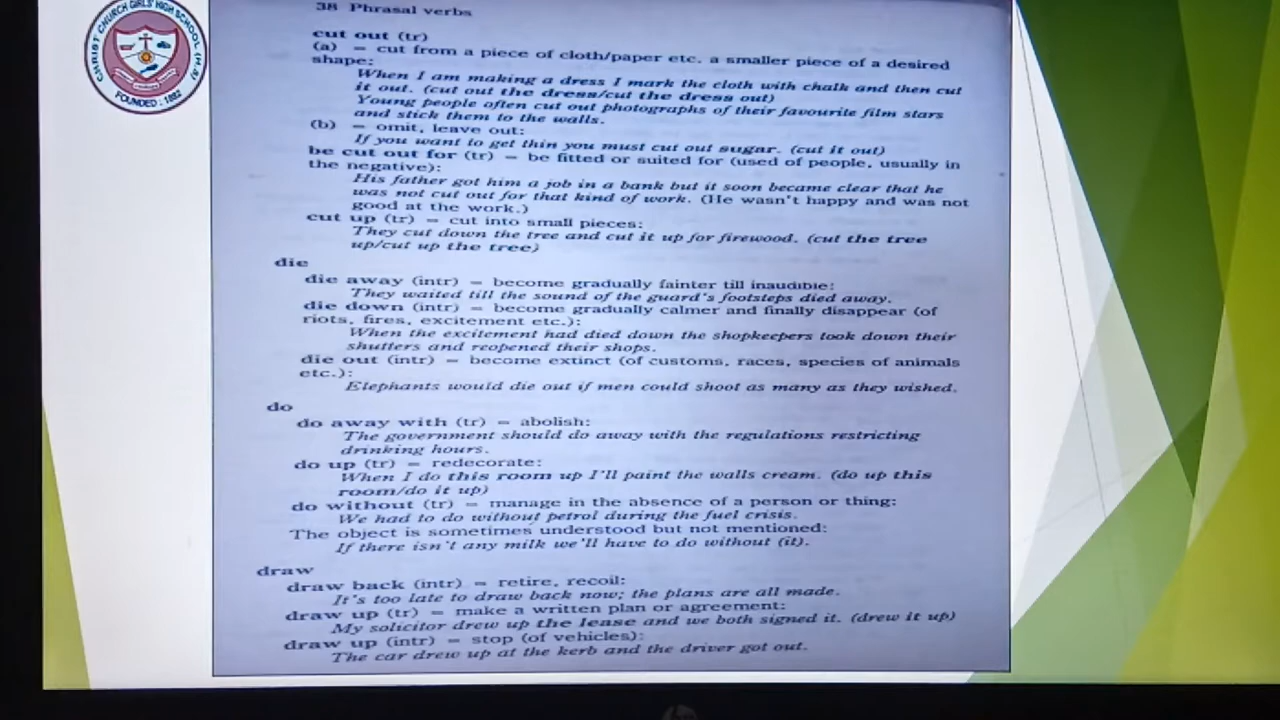 CHRIST CHURCH GIRLS' HIGH SCHOOL (H.S)
FOUNDED . 1882
38 Phrasal verbs
cut out (tr)
(a) = cut from a piece of cloth/paper etc. a smaller piece of a desired
shape:
When I am making a dress I mark the cloth with chalk and then cut
it out. (cut out the dress/cut the dress out)
Young people often cut out photographs of their favourite film stars
and stick them to the walls.
(b) = omit, leave out:
If you want to get thin you must cut out sugar. (cut it out)
be cut out for (tr) = be fitted or suited for (used of people, usually in
the negative):
His father got him a job in a bank but it soon became clear that he
was not cut out for that kind of work. (He wasn't happy and was not
good at the work.)
cut up (tr) = cut into small pieces:
They cut down the tree and cut it up for firewood. (cut the tree
up/cut up the tree)
die
die away (intr) = become gradually fainter till inaudible:
They waited till the sound of the guard's footsteps died away.
die down (intr) = become gradually calmer and finally disappear (of
riots, fires, excitement etc.):
When the excitement had died down the shopkeepers took down their
shutters and reopened their shops.
die out (intr) = become extinct (of customs, races, species of animals
etc.):
Elephants would die out if men could shoot as many as they wished.
do
do away with (tr) = abolish:
The government should do away with the regulations restricting
drinking hours.
do up (tr) = redecorate:
When I do this room up I'll paint the walls cream. (do up this
room/do it up)
do without (tr) = manage in the absence of a person or thing:
We had to do without petrol during the fuel crisis.
The object is sometimes understood but not mentioned:
If there isn't any milk we'll have to do without (it).
draw
draw back (intr) = retire, recoil:
It's too late to draw back now; the plans are all made.
draw up (tr) = make a written plan or agreement:
My solicitor drew up the lease and we both signed it. (drew it up)
draw up (intr) = stop (of vehicles):
The car drew up at the kerb and the driver got out.
hp